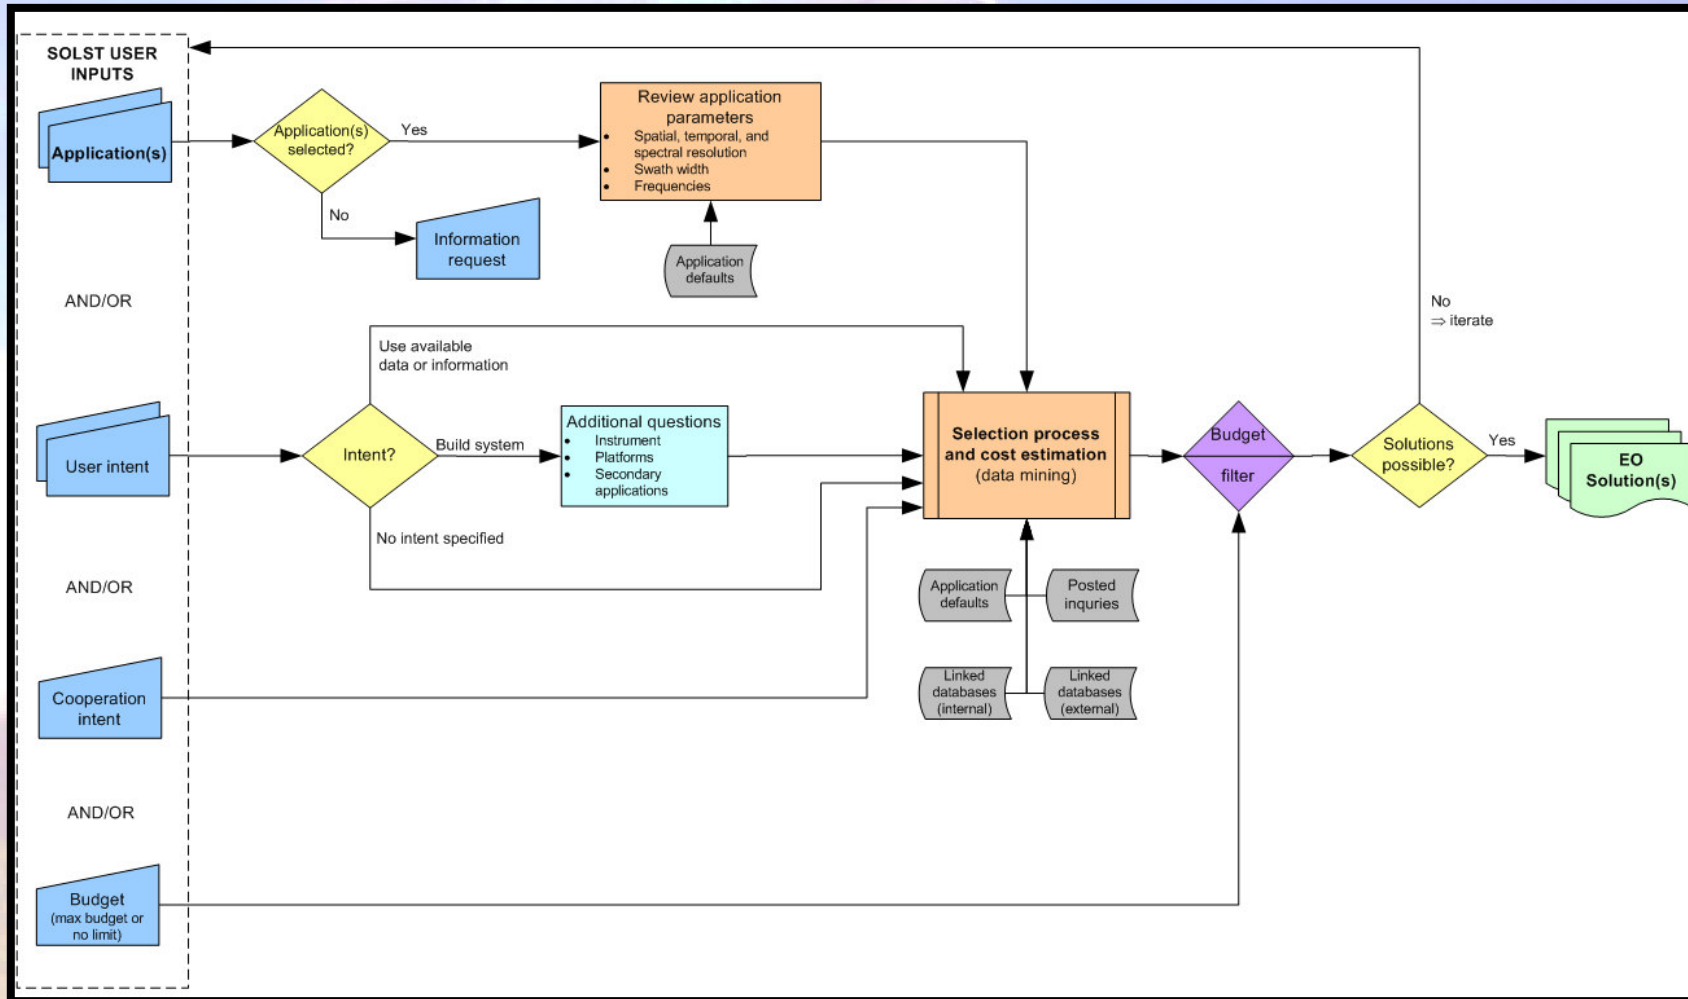 SOLST USER
INPUTS
Application(s)
AND/OR
User intent
AND/OR
Cooperation
intent
AND/OR
Budget
(max budget or
no limit)
Application(s)
selected?
Yes
No
Information
request
Review application
parameters
• Spatial, temporal, and
spectral resolution
• Swath width
• Frequencies
Application
defaults
Use available
data or information
Intent?
Build system
No intent specified
Additional questions
• Instrument
• Platforms
• Secondary
applications
Selection process
and cost estimation
(data mining)
Application
defaults
Posted
inquries
Linked
databases
(internal)
Linked
databases
(external)
Budget
filter
No
⇒ iterate
Solutions
possible?
Yes
EO
Solution(s)